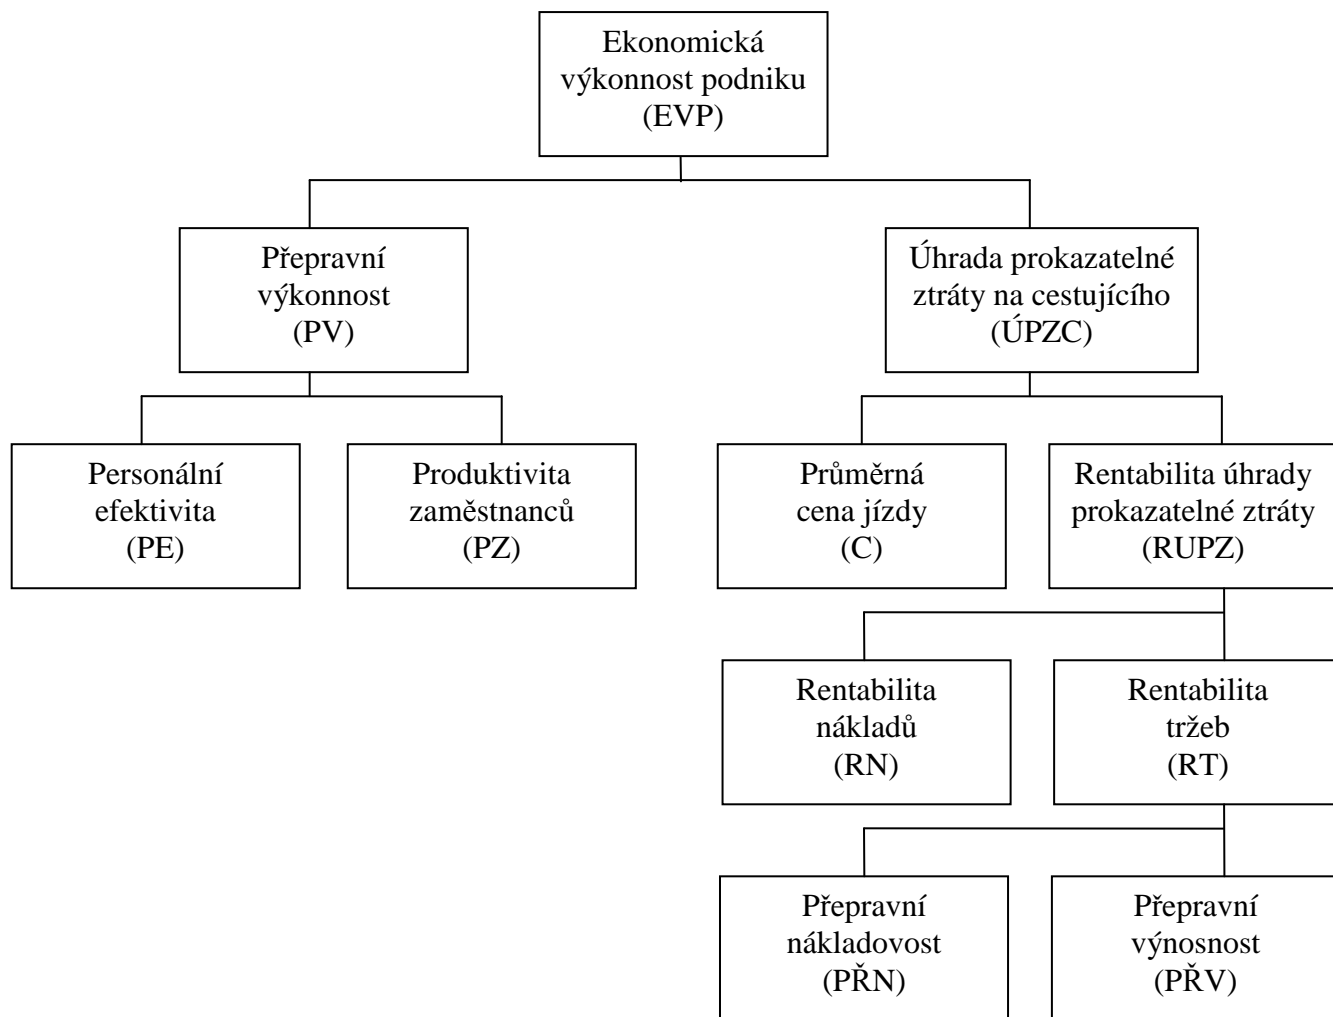 Ekonomická
výkonnost podniku
(EVP)
Přepravní
výkonnost
(PV)
Úhrada prokazatelné
ztráty na cestujícího
(ÚPZC)
Personální
efektivita
(PE)
Produktivita
zaměstnanců
(PZ)
Průměrná
cena jízdy
(C)
Rentabilita úhrady
prokazatelné ztráty
(RUPZ)
Rentabilita
nákladů
(RN)
Rentabilita
tržeb
(RT)
Přepravní
nákladovost
(PŘN)
Přepravní
výnosnost
(PŘV)